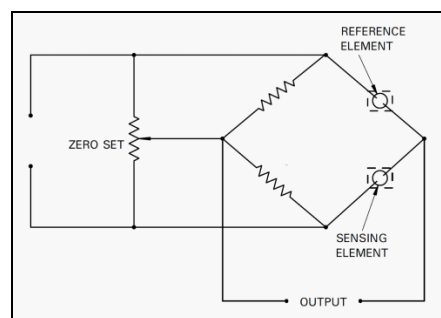 REFERENCE
ELEMENT
ZERO SET
SENSING
ELEMENT
OUTPUT